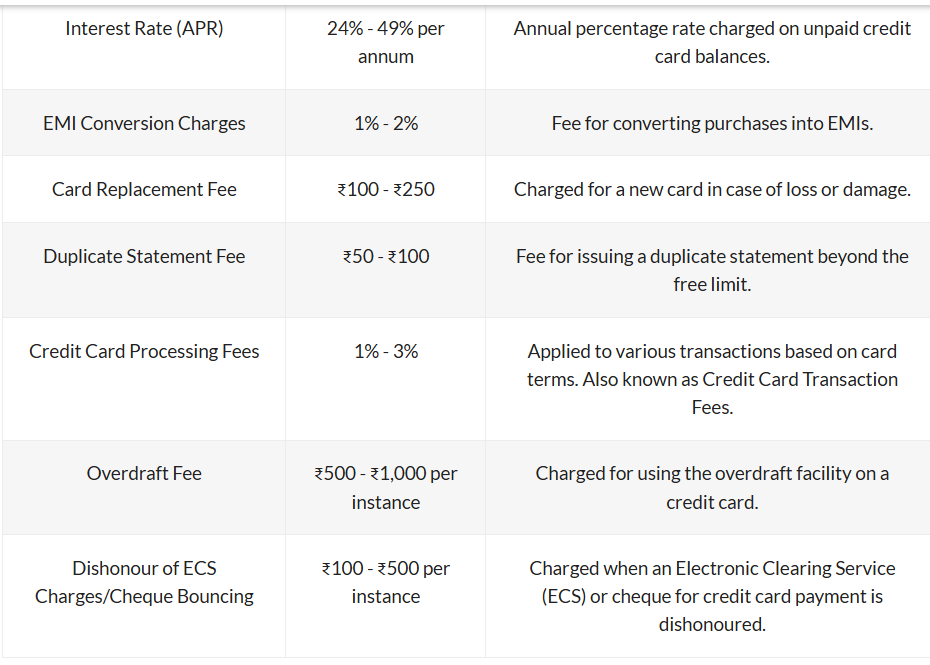 Interest Rate (APR)
24% - 49% per
annum
Annual percentage rate charged on unpaid credit
card balances.
EMI Conversion Charges
1% - 2%
Fee for converting purchases into EMIs.
Card Replacement Fee
₹100 - ₹250
Charged for a new card in case of loss or damage.
Duplicate Statement Fee
₹50 - ₹100
Fee for issuing a duplicate statement beyond the
free limit.
Credit Card Processing Fees
1% - 3%
Applied to various transactions based on card
terms. Also known as Credit Card Transaction
Fees.
Overdraft Fee
₹500 - ₹1,000 per
instance
Charged for using the overdraft facility on a
credit card.
Dishonour of ECS
Charges/Cheque Bouncing
₹100 - ₹500 per
instance
Charged when an Electronic Clearing Service
(ECS) or cheque for credit card payment is
dishonoured.